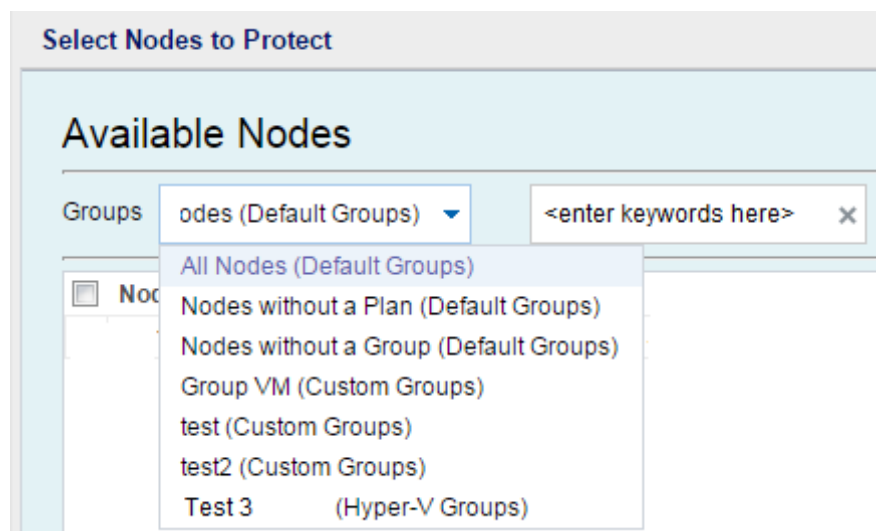 Select Nodes to Protect
Available Nodes
Groups odes (Default Groups) <enter keywords here>
All Nodes (Default Groups)
Nodes without a Plan (Default Groups)
Nodes without a Group (Default Groups)
Group VM (Custom Groups)
test (Custom Groups)
test2 (Custom Groups)
Test 3 (Hyper-V Groups)